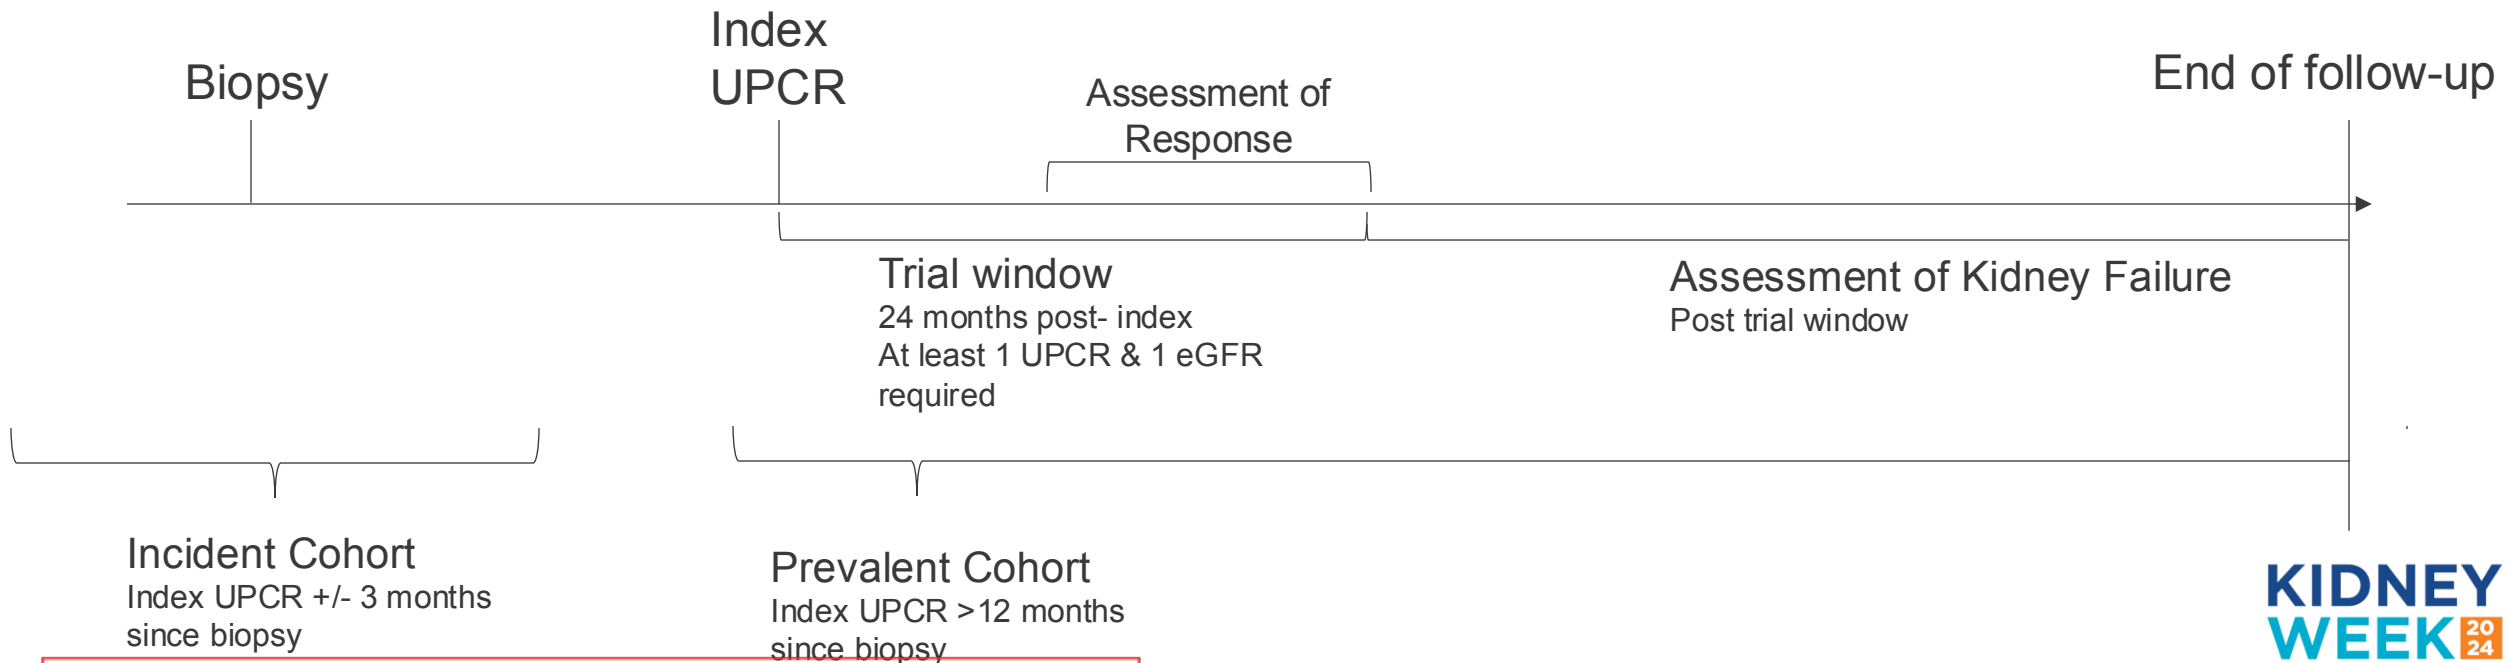 Biopsy
Index
UPCR
Assessment of
Response
End of follow-up
Trial window
24 months post- index
At least 1 UPCR & 1 eGFR
required
Assessment of Kidney Failure
Post trial window
Incident Cohort
Index UPCR +/- 3 months
since biopsy
Prevalent Cohort
Index UPCR >12 months
since biopsy
KIDNEY
WEEK 20
24